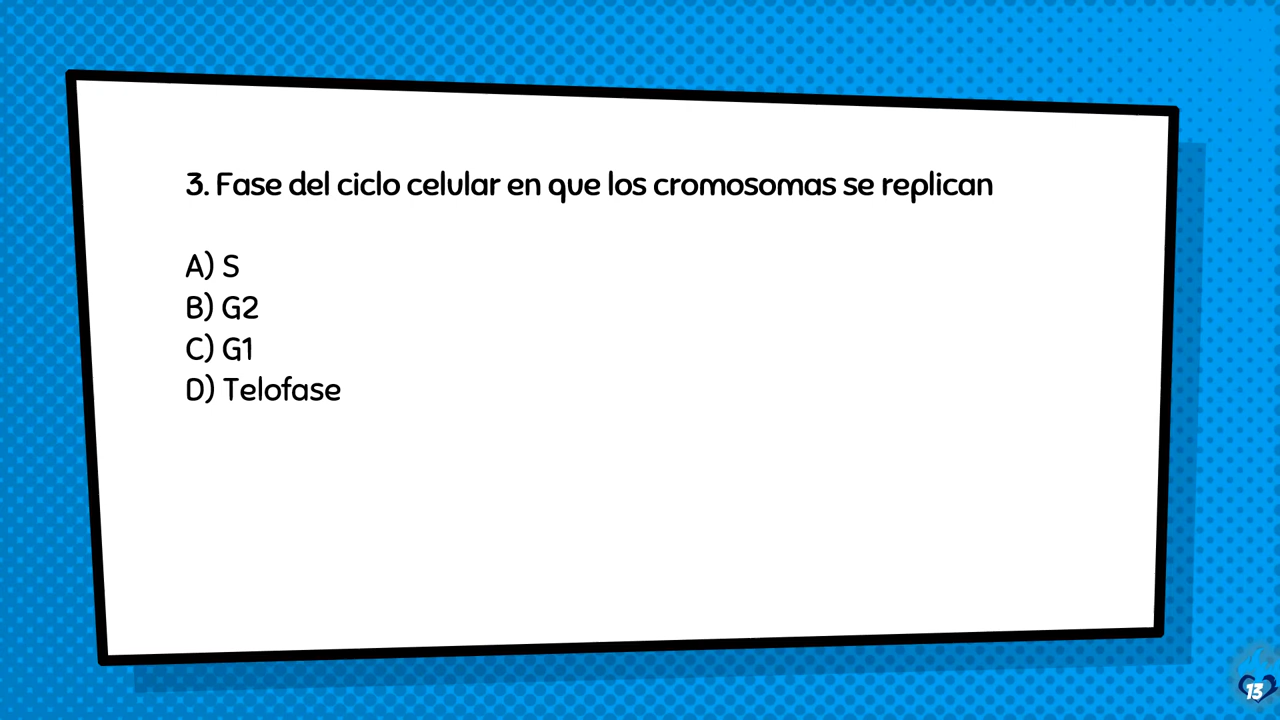 3. Fase del ciclo celular en que los cromosomas se replican
A) S
B) G2
C) G1
D) Telofase
13